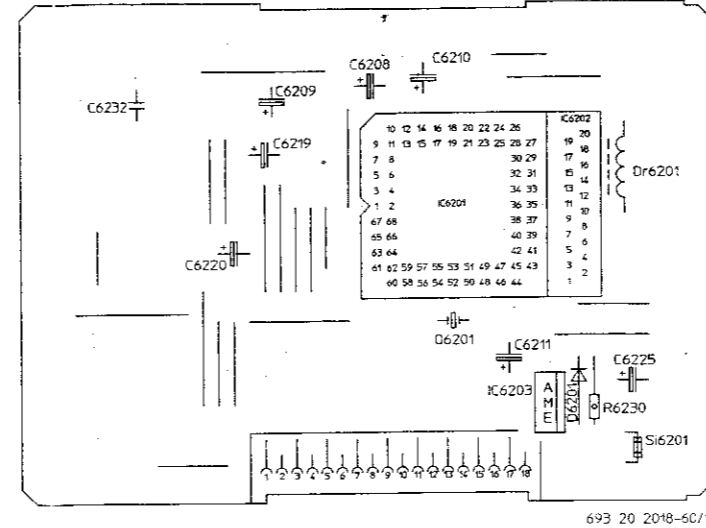 C6208
C6210
C6209
C6232
IC6202
C6219
10 12 14 16 18 20 22 24 26
9 11 13 15 17 19 21 23 25 28 27
7 8 30 29
5 6 32 31
3 4 34 33
1 2 IC6201 36 35
67 68 38 37
65 66 40 39
63 64 42 41
61 62 59 57 55 53 51 49 47 45 43
60 58 56 54 52 50 48 46 44
20
19
18
17
16
15
14
13
12
11
10
9
8
7
6
5
4
3
2
1
Dr6201
C6220
Q6201
C6211
C6225
IC6203
AME
D6201
R6230
Si6201
1 2 3 4 5 6 7 8 9 10 11 12 13 14 15 16 17 18
693 20 2018-60/